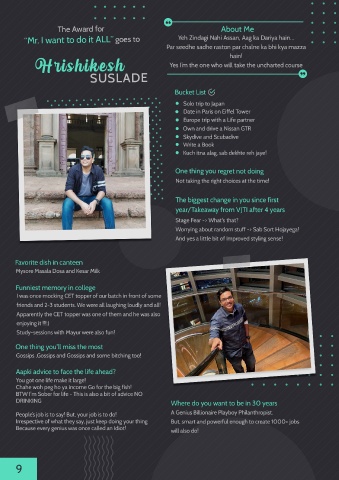 The Award for
"Mr. I want to do it ALL" goes to
Hrishikesh
SUSLADE
About Me
Yeh Zindagi Nahi Assan, Aag ka Dariya hain...
Par seedhe sadhe rastan par chalne ka bhi kya mazza
hain!
Yes I'm the one who will take the uncharted course
Bucket List
Solo trip to Japan
Date in Paris on Eiffel Tower
Europe trip with a Life partner
Own and drive a Nissan GTR
Skydive and Scubadive
Write a Book
Kuch itna alag, sab dekhte reh jaye!
One thing you regret not doing
Not taking the right choices at the time!
The biggest change in you since first
year/Takeaway from VJTI after 4 years
Stage Fear -> What's that?
Worrying about random stuff -> Sab Sort Hojayega!
And yes a little bit of Improved styling sense!
Favorite dish in canteen
Mysore Masala Dosa and Kesar Milk
Funniest memory in college
I was once mocking CET topper of our batch in front of some
friends and 2-3 students. We were all laughing loudly and all!
Apparently the CET topper was one of them and he was also
enjoying it !!!:)
Study-sessions with Mayur were also fun!
One thing you'll miss the most
Gossips ,Gossips and Gossips and some bitching too!
Aapki advice to face the life ahead?
You got one life make it large!
Chahe woh peg ho ya income Go for the big fish!
BTW I'm Sober for life - This is also a bit of advice NO
DRINKING
People's job is to say! But, your job is to do!
Irrespective of what they say, just keep doing your thing
Because every genius was once called an idiot!
Where do you want to be in 30 years
A Genius Billionaire Playboy Philanthropist.
But, smart and powerful enough to create 1000+ jobs
will also do!
9